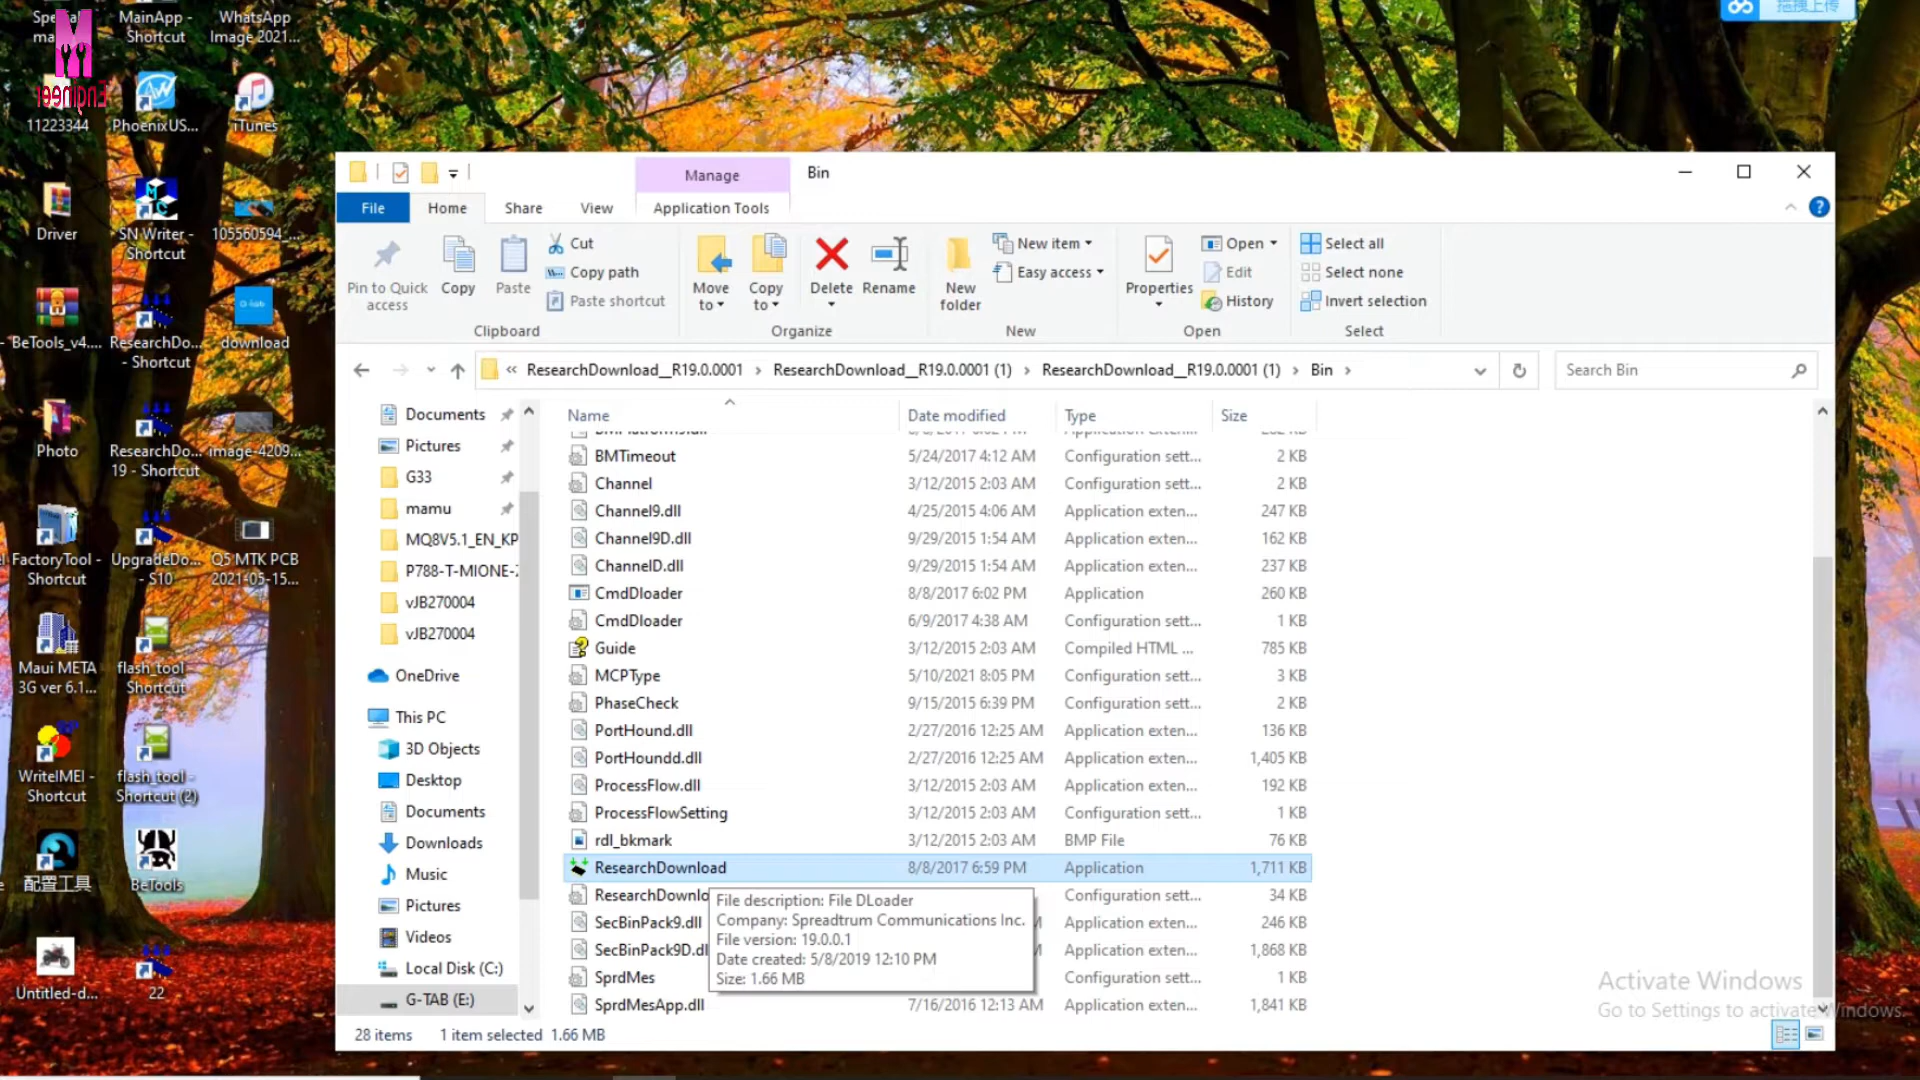 MainApp -
Shortcut
WhatsApp
Image 2021...
拖拽上传
M
Engineer
11223344
PhoenixUS...
iTunes
Driver
SN Writer -
Shortcut
105560594_...
BeTools_v4....
ResearchDo...
- Shortcut
download
Photo
ResearchDo...
19 - Shortcut
image-4209...
FactoryTool -
Shortcut
UpgradeDo...
- S10
Q5 MTK PCB
2021-05-15...
Maui META
3G ver 6.1...
flash_tool -
Shortcut
WriteIMEI -
Shortcut
flash_tool -
Shortcut (2)
配置工具
BeTools
Untitled-d...
22
Manage
Bin
File
Home
Share
View
Application Tools
Pin to Quick
access
Copy
Paste
Cut
Copy path
Paste shortcut
Clipboard
Move
to
Copy
to
Delete
Rename
Organize
New
folder
New item
Easy access
New
Properties
Open
Edit
History
Open
Select all
Select none
Invert selection
Select
« ResearchDownload_R19.0.0001 › ResearchDownload_R19.0.0001 (1) › ResearchDownload_R19.0.0001 (1) › Bin ›
Search Bin
Documents
Pictures
G33
mamu
MQ8V5.1_EN_KP
P788-T-MIONE-2
vJB270004
vJB270004
OneDrive
This PC
3D Objects
Desktop
Documents
Downloads
Music
Pictures
Videos
Local Disk (C:)
G-TAB (E:)
Name Date modified Type Size
BMTimeout 5/24/2017 4:12 AM Configuration sett... 2 KB
Channel 3/12/2015 2:03 AM Configuration sett... 2 KB
Channel9.dll 4/25/2015 4:06 AM Application exten... 247 KB
Channel9D.dll 9/29/2015 1:54 AM Application exten... 162 KB
ChannelD.dll 9/29/2015 1:54 AM Application exten... 237 KB
CmdDloader 8/8/2017 6:02 PM Application 260 KB
CmdDloader 6/9/2017 4:38 AM Configuration sett... 1 KB
Guide 3/12/2015 2:03 AM Compiled HTML ... 785 KB
MCPType 5/10/2021 8:05 PM Configuration sett... 3 KB
PhaseCheck 9/15/2015 6:39 PM Configuration sett... 2 KB
PortHound.dll 2/27/2016 12:25 AM Application exten... 136 KB
PortHoundd.dll 2/27/2016 12:25 AM Application exten... 1,405 KB
ProcessFlow.dll 3/12/2015 2:03 AM Application exten... 192 KB
ProcessFlowSetting 3/12/2015 2:03 AM Configuration sett... 1 KB
rdl_bkmark 3/12/2015 2:03 AM BMP File 76 KB
ResearchDownload 8/8/2017 6:59 PM Application 1,711 KB
ResearchDownlo Configuration sett... 34 KB
SecBinPack9.dll Application exten... 246 KB
SecBinPack9D.dl Application exten... 1,868 KB
SprdMes Configuration sett... 1 KB
SprdMesApp.dll 7/16/2016 12:13 AM Application exten... 1,841 KB
File description: File DLoader
Company: Spreadtrum Communications Inc.
File version: 19.0.0.1
Date created: 5/8/2019 12:10 PM
Size: 1.66 MB
28 items 1 item selected 1.66 MB
Activate Windows
Go to Settings to activate Windows.